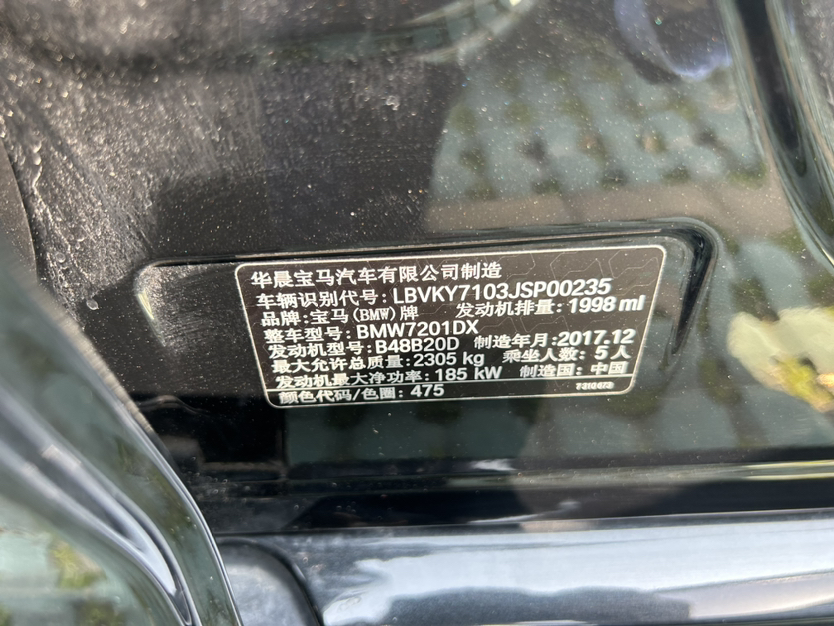 华晨宝马汽车有限公司制造
车辆识别代号: LBVKY7103JSP00235
品牌: 宝马(BMW)牌 发动机排量: 1998 ml
整车型号: BMW7201DX
发动机型号: B48B20D 制造年月: 2017.12
最大允许总质量: 2305 kg 乘坐人数: 5 人
发动机最大净功率: 185 kW 制造国: 中国
颜色代码/色圈: 475